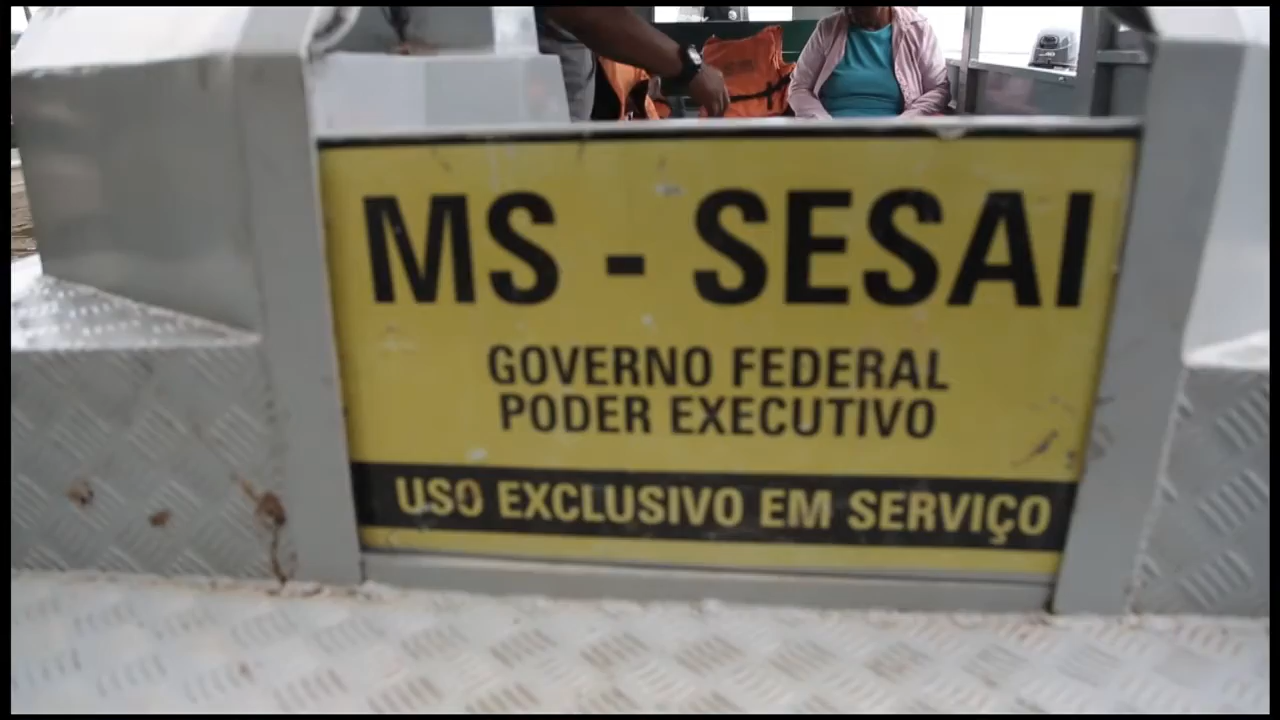 MS - SESAI
GOVERNO FEDERAL
PODER EXECUTIVO
USO EXCLUSIVO EM SERVIÇO